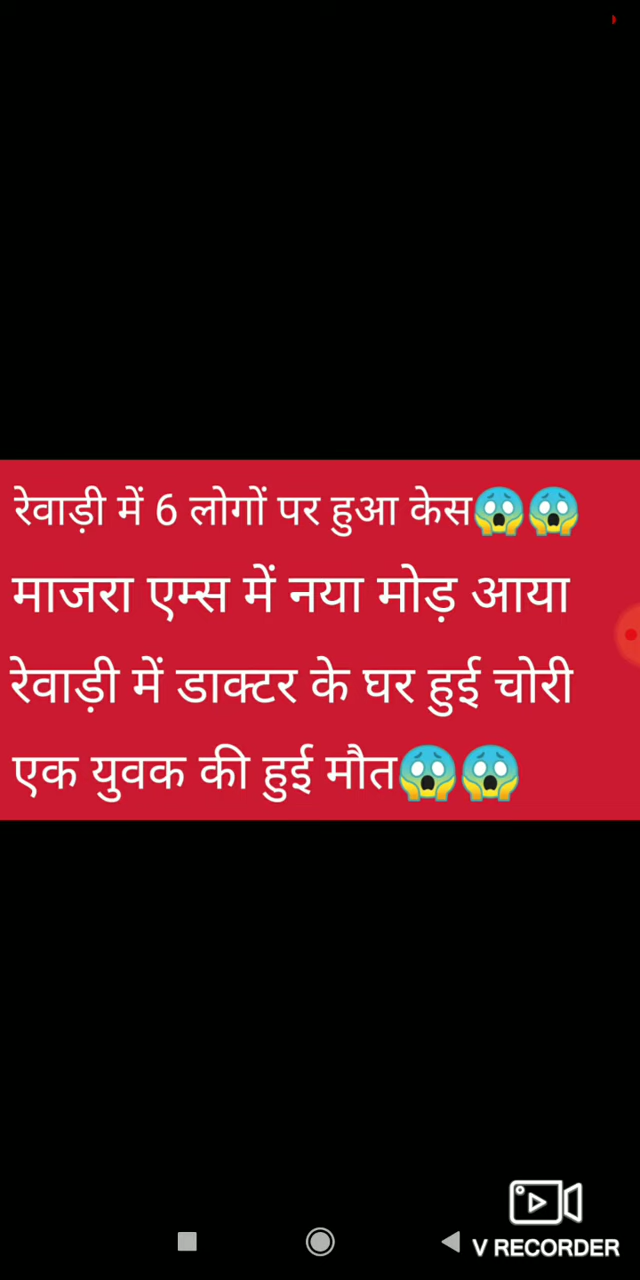 रेवाड़ी में 6 लोगों पर हुआ केस😱😱
माजरा एम्स में नया मोड़ आया
रेवाड़ी में डाक्टर के घर हुई चोरी
एक युवक की हुई मौत😱😱
V RECORDER